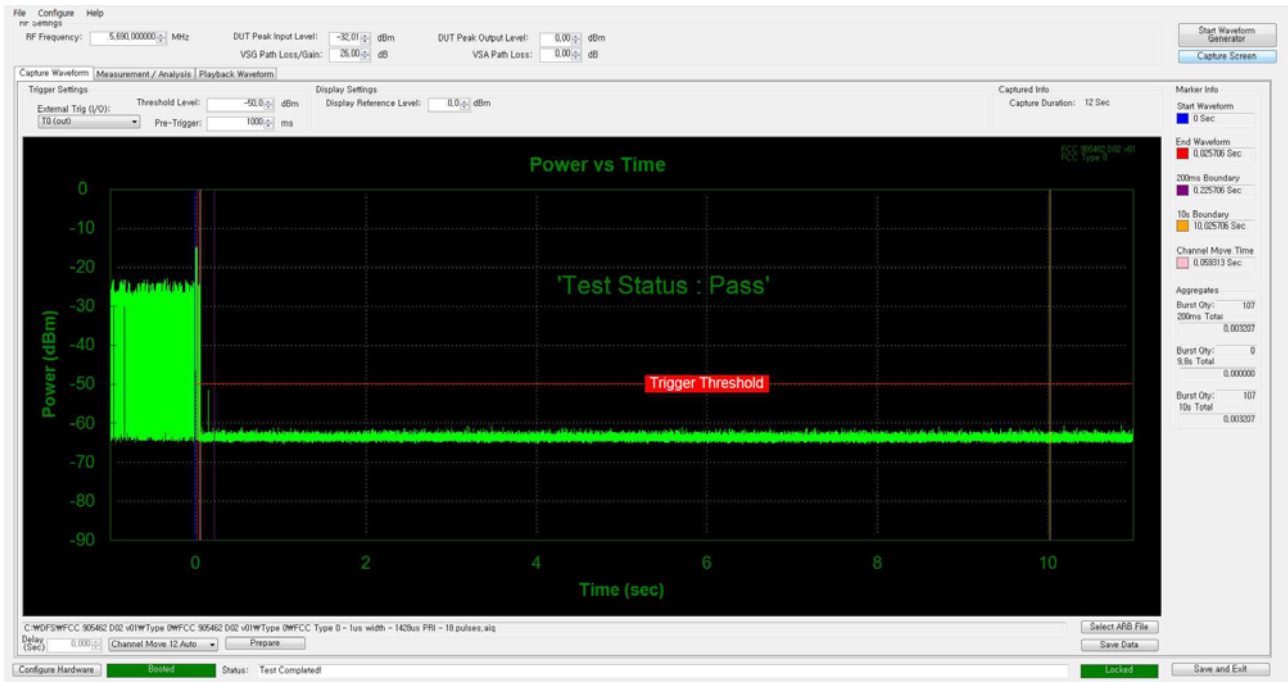 File Configure Help
RF Settings
RF Frequency: 5,690,000000 MHz
DUT Peak Input Level: -32,01 dBm
DUT Peak Output Level: 0,00 dBm
VSG Path Loss/Gain: 26,00 dB
VSA Path Loss: 0,00 dB
Start Waveform Generator
Capture Screen
Capture Waveform Measurement / Analysis Playback Waveform
Trigger Settings
External Trig (I/O):
T0 (out)
Threshold Level: -50,0 dBm
Pre-Trigger: 1000 ms
Display Settings
Display Reference Level: 0,0 dBm
Captured Info
Capture Duration: 12 Sec
Marker Info
Start Waveform
0 Sec
End Waveform
0,025706 Sec
200ms Boundary
0,225706 Sec
10s Boundary
10,025706 Sec
Channel Move Time
0,059313 Sec
Aggregates
Burst Qty: 107
200ms Total
0,003207
Burst Qty: 0
9,8s Total
0,000000
Burst Qty: 107
10s Total
0,003207
FCC 905462 D02 v01
FCC Type 0
Power vs Time
'Test Status : Pass'
Trigger Threshold
Power (dBm)
0
-10
-20
-30
-40
-50
-60
-70
-80
-90
0 2 4 6 8 10
Time (sec)
C:₩DFS₩FCC 905462 D02 v01₩Type 0₩FCC 905462 D02 v01₩Type 0₩FCC Type 0 - 1us width - 1428us PRI - 18 pulses,aiq
Select ARB File
Delay (Sec) 0,000 Channel Move 12 Auto Prepare
Save Data
Configure Hardware Booted Status: Test Completed! Locked Save and Exit